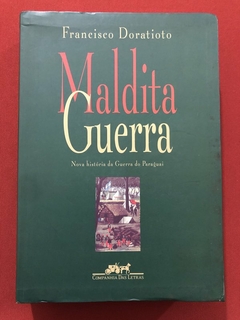 Francisco Doratioto
Maldita
Guerra
Nova história da Guerra do Paraguai
COMPANHIA DAS LETRAS